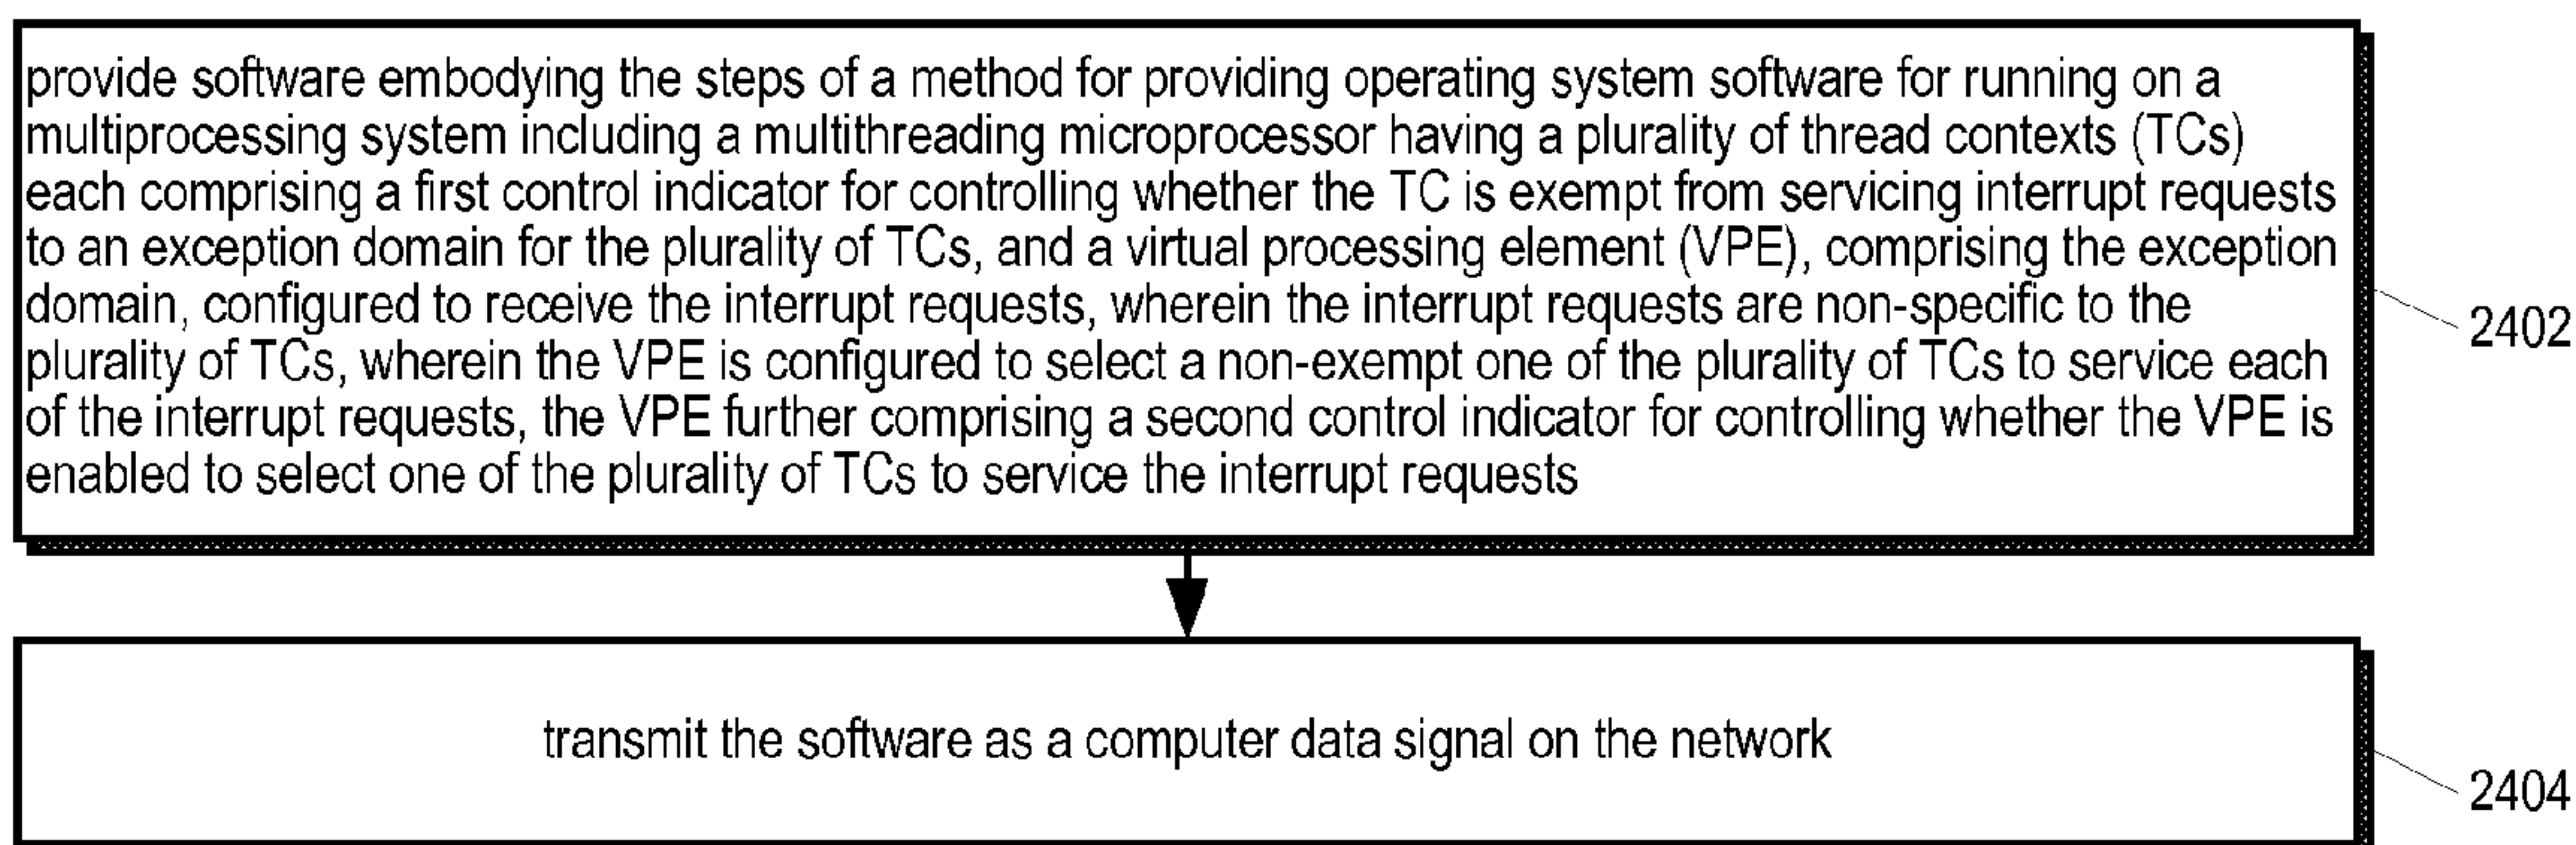 provide software embodying the steps of a method for providing operating system software for running on a
multiprocessing system including a multithreading microprocessor having a plurality of thread contexts (TCs)
each comprising a first control indicator for controlling whether the TC is exempt from servicing interrupt requests
to an exception domain for the plurality of TCs, and a virtual processing element (VPE), comprising the exception
domain, configured to receive the interrupt requests, wherein the interrupt requests are non-specific to the
plurality of TCs, wherein the VPE is configured to select a non-exempt one of the plurality of TCs to service each
of the interrupt requests, the VPE further comprising a second control indicator for controlling whether the VPE is
enabled to select one of the plurality of TCs to service the interrupt requests
2402
transmit the software as a computer data signal on the network
2404